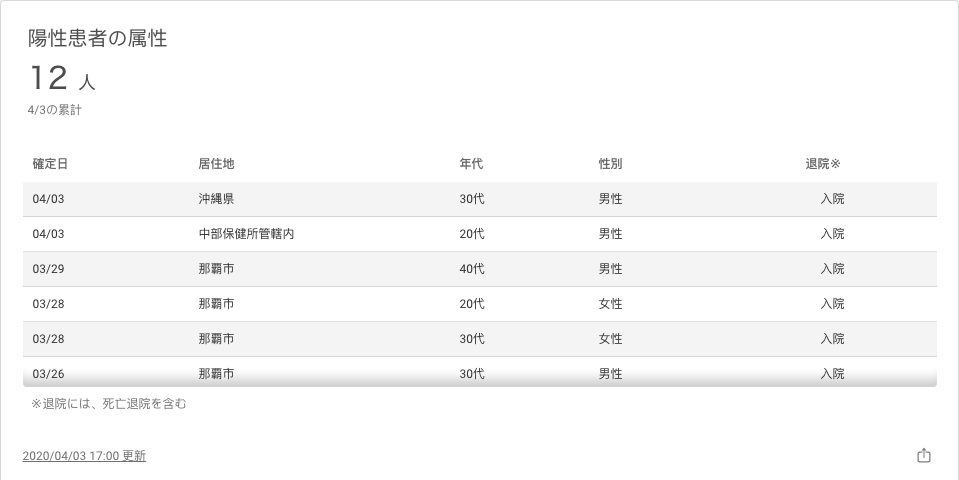 陽性患者の属性
12 人
4/3の累計
確定日 居住地 年代 性別 退院※
04/03 沖縄県 30代 男性 入院
04/03 中部保健所管轄内 20代 男性 入院
03/29 那覇市 40代 男性 入院
03/28 那覇市 20代 女性 入院
03/28 那覇市 30代 女性 入院
03/26 那覇市 30代 男性 入院
※退院には、死亡退院を含む
2020/04/03 17:00 更新